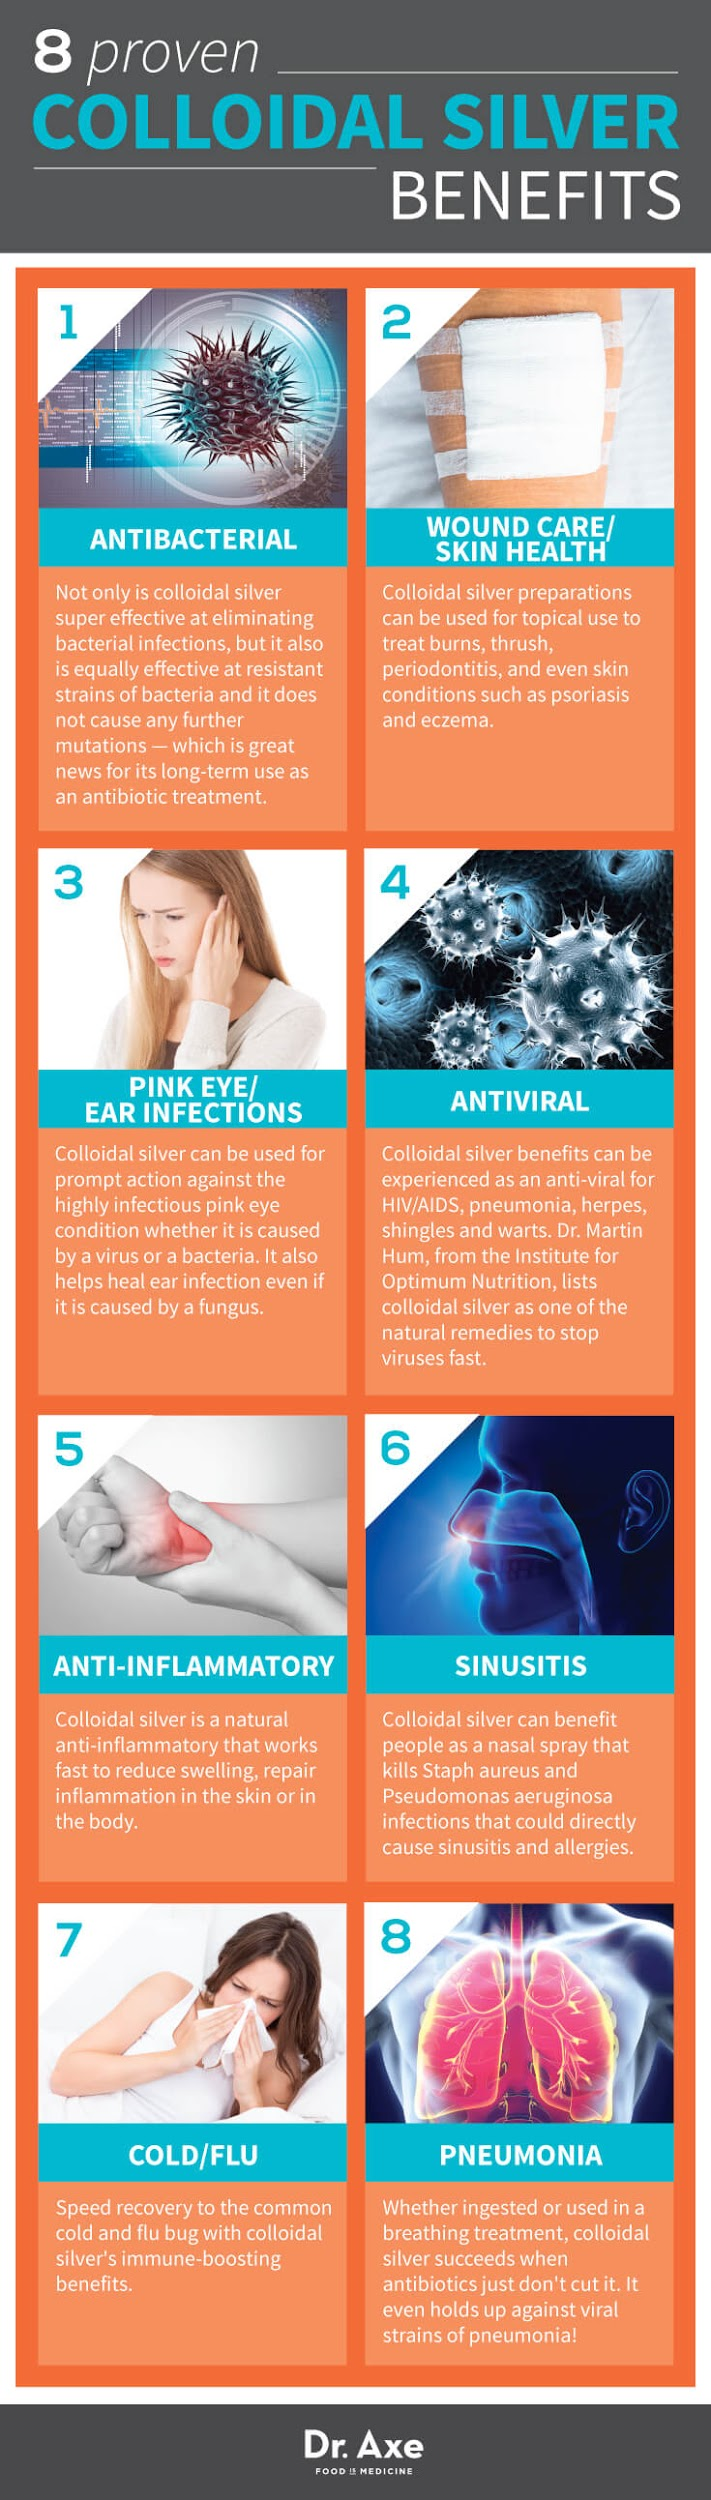 8 proven
COLLOIDAL SILVER
BENEFITS
1
ANTIBACTERIAL
Not only is colloidal silver
super effective at eliminating
bacterial infections, but it also
is equally effective at resistant
strains of bacteria and it does
not cause any further
mutations — which is great
news for its long-term use as
an antibiotic treatment.
2
WOUND CARE/
SKIN HEALTH
Colloidal silver preparations
can be used for topical use to
treat burns, thrush,
periodontitis, and even skin
conditions such as psoriasis
and eczema.
3
PINK EYE/
EAR INFECTIONS
Colloidal silver can be used for
prompt action against the
highly infectious pink eye
condition whether it is caused
by a virus or a bacteria. It also
helps heal ear infection even if
it is caused by a fungus.
4
ANTIVIRAL
Colloidal silver benefits can be
experienced as an anti-viral for
HIV/AIDS, pneumonia, herpes,
shingles and warts. Dr. Martin
Hum, from the Institute for
Optimum Nutrition, lists
colloidal silver as one of the
natural remedies to stop
viruses fast.
5
ANTI-INFLAMMATORY
Colloidal silver is a natural
anti-inflammatory that works
fast to reduce swelling, repair
inflammation in the skin or in
the body.
6
SINUSITIS
Colloidal silver can benefit
people as a nasal spray that
kills Staph aureus and
Pseudomonas aeruginosa
infections that could directly
cause sinusitis and allergies.
7
COLD/FLU
Speed recovery to the common
cold and flu bug with colloidal
silver's immune-boosting
benefits.
8
PNEUMONIA
Whether ingested or used in a
breathing treatment, colloidal
silver succeeds when
antibiotics just don't cut it. It
even holds up against viral
strains of pneumonia!
Dr. Axe
FOOD IS MEDICINE